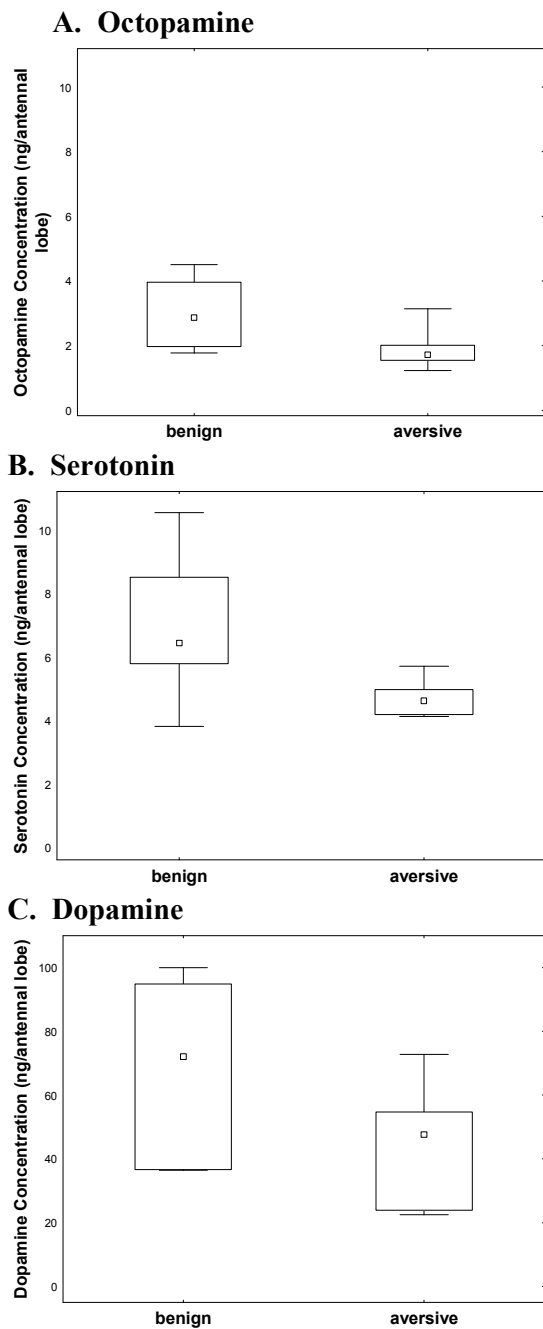 A. Octopamine
Octopamine Concentration (ng/antennal
lobe)
10
8
6
4
2
0
benign aversive
B. Serotonin
Serotonin Concentration (ng/antennal lobe)
10
8
6
4
2
0
benign aversive
C. Dopamine
Dopamine Concentration (ng/antennal lobe)
100
80
60
40
20
0
benign aversive